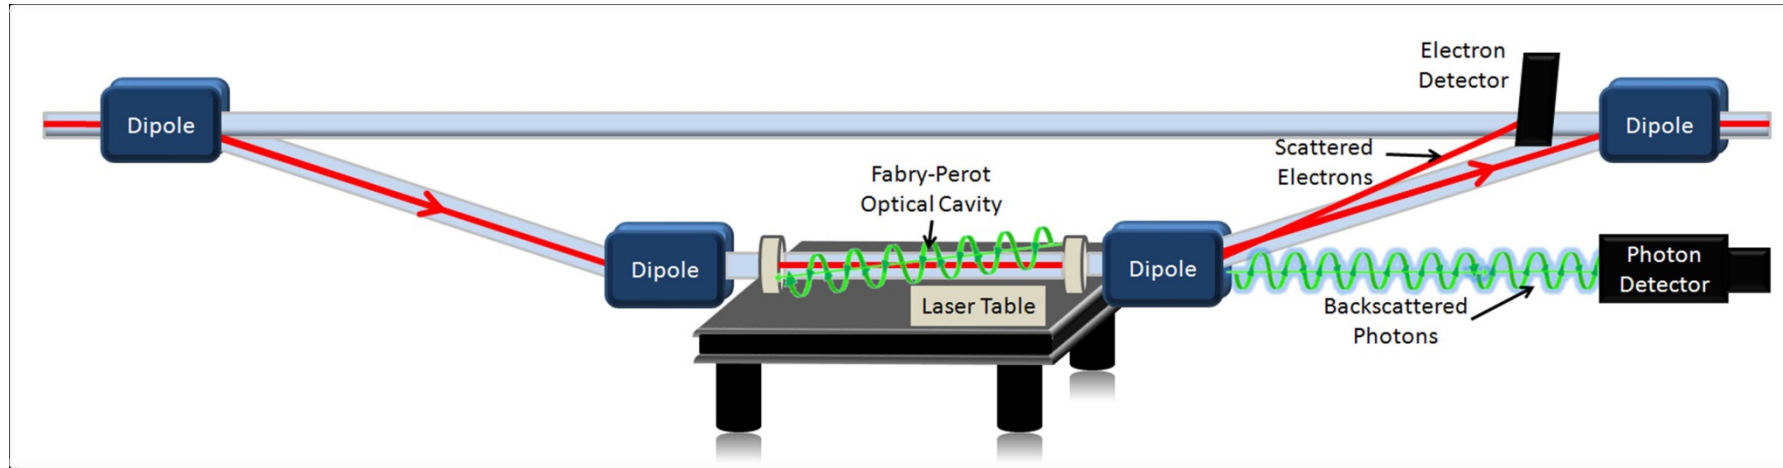 Electron
Detector
Dipole
Dipole
Scattered
Electrons
Fabry-Perot
Optical Cavity
Dipole
Dipole
Photon
Detector
Laser Table
Backscattered
Photons